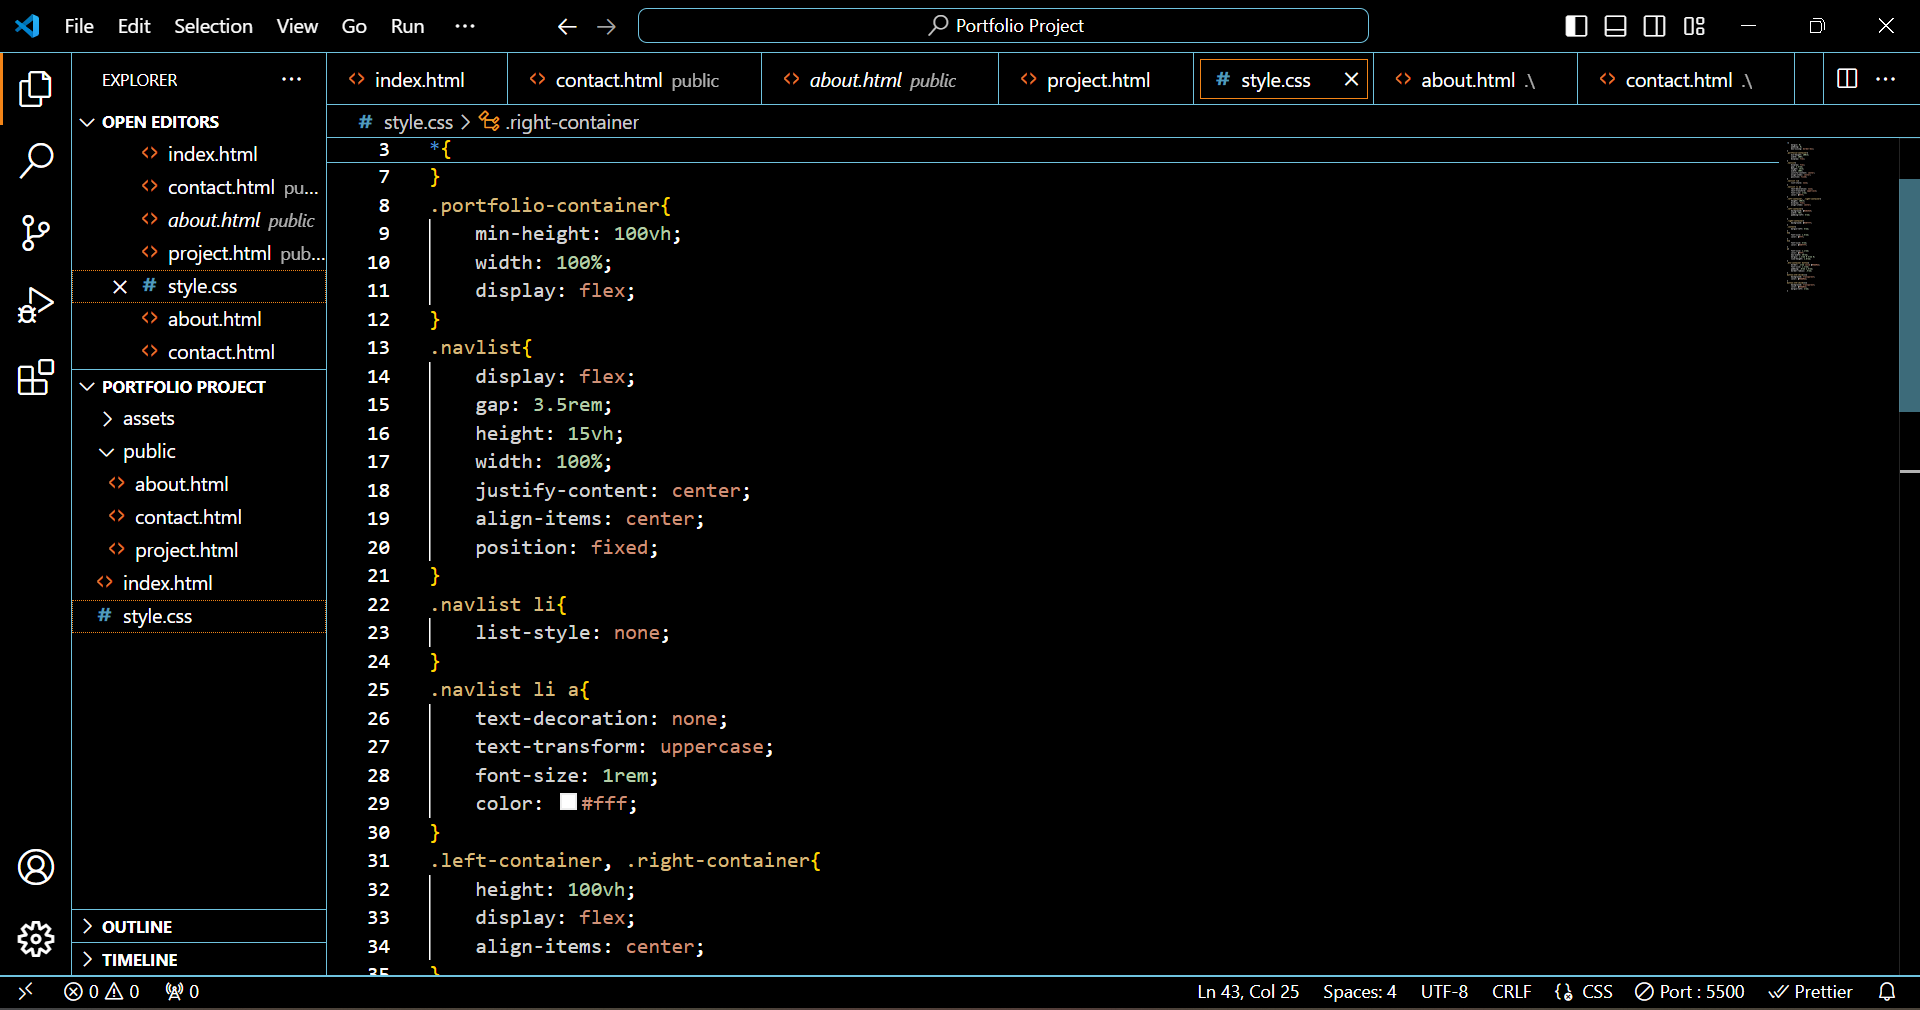 File Edit Selection View Go Run ···
Portfolio Project
EXPLORER ···
OPEN EDITORS
index.html
contact.html pu...
about.html public
project.html pub...
style.css
about.html
contact.html
PORTFOLIO PROJECT
assets
public
about.html
contact.html
project.html
index.html
# style.css
OUTLINE
TIMELINE
index.html
contact.html public
about.html public
project.html
# style.css
about.html .\
contact.html .\
# style.css > .right-container
3 *{
7 }
8 .portfolio-container{
9 min-height: 100vh;
10 width: 100%;
11 display: flex;
12 }
13 .navlist{
14 display: flex;
15 gap: 3.5rem;
16 height: 15vh;
17 width: 100%;
18 justify-content: center;
19 align-items: center;
20 position: fixed;
21 }
22 .navlist li{
23 list-style: none;
24 }
25 .navlist li a{
26 text-decoration: none;
27 text-transform: uppercase;
28 font-size: 1rem;
29 color: #fff;
30 }
31 .left-container, .right-container{
32 height: 100vh;
33 display: flex;
34 align-items: center;
35 }
0 0 0
Ln 43, Col 25 Spaces: 4 UTF-8 CRLF CSS Port : 5500 Prettier